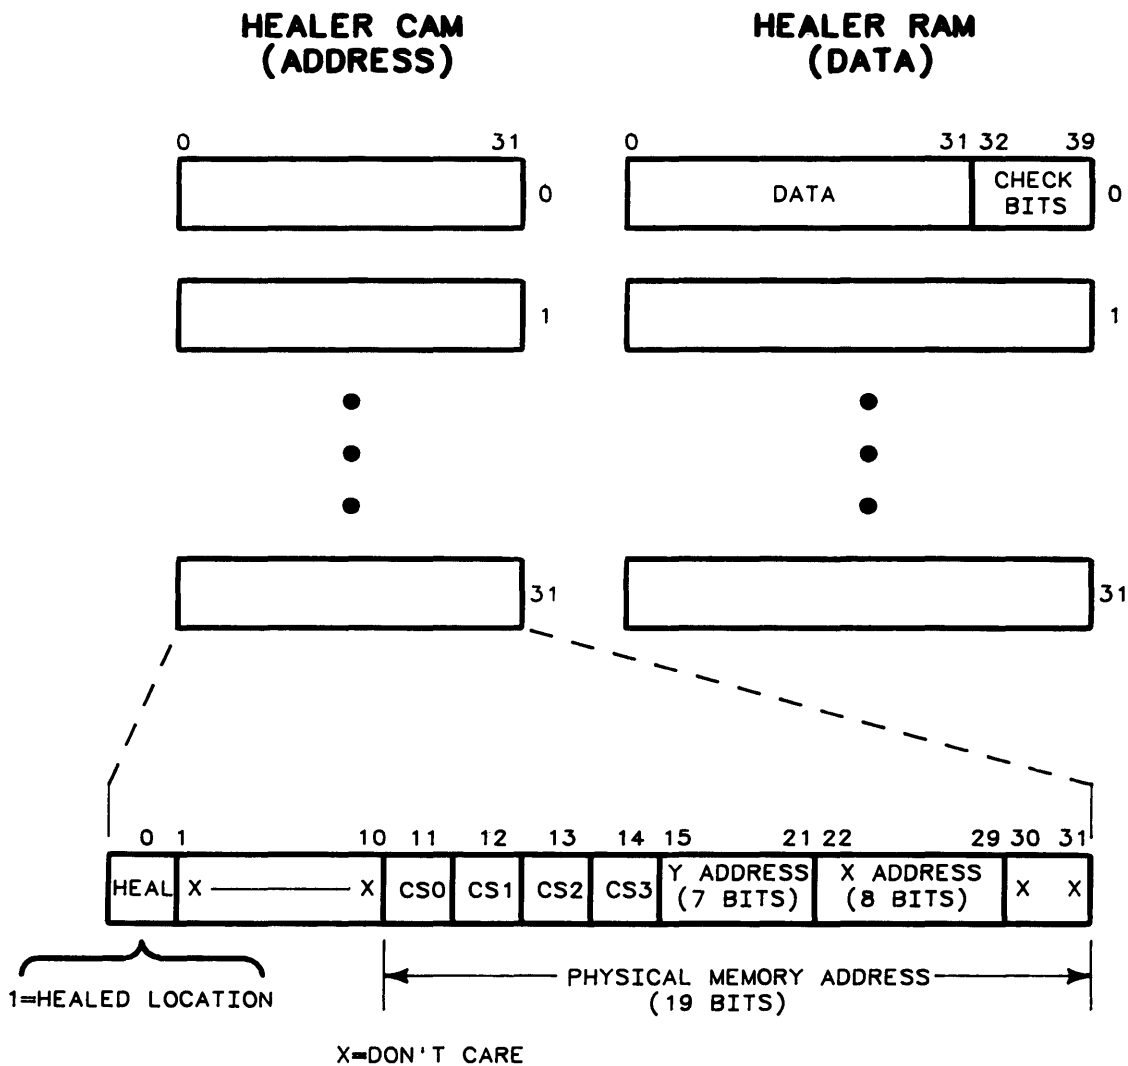 HEALER CAM
(ADDRESS)
HEALER RAM
(DATA)
0 31
0 31 32 39
0
DATA
CHECK
BITS
0
1
1
31
31
0 1 10 11 12 13 14 15 21 22 29 30 31
HEAL X X CS0 CS1 CS2 CS3
Y ADDRESS
(7 BITS)
X ADDRESS
(8 BITS)
X X
1=HEALED LOCATION
PHYSICAL MEMORY ADDRESS
(19 BITS)
X=DON'T CARE